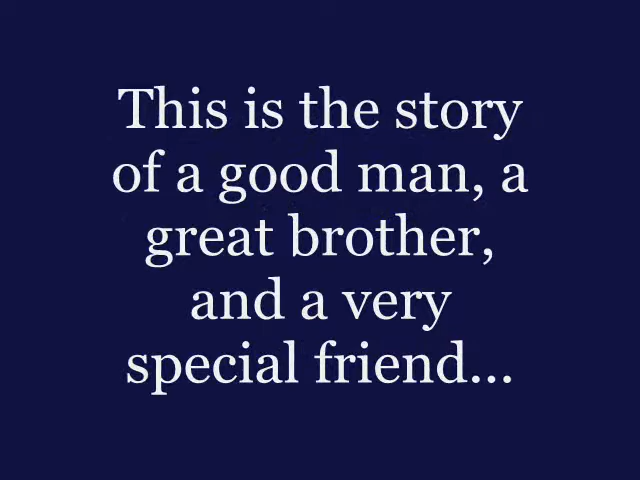 This is the story
of a good man, a
great brother,
and a very
special friend...